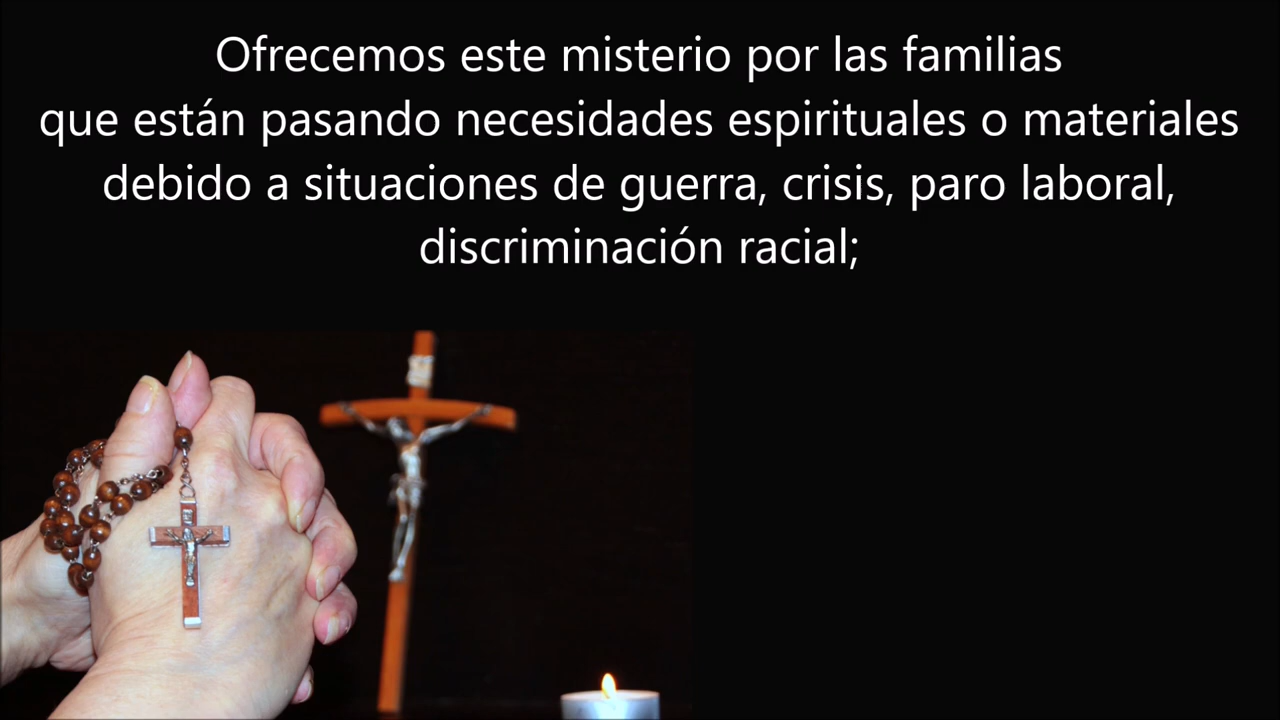 Ofrecemos este misterio por las familias
que están pasando necesidades espirituales o materiales
debido a situaciones de guerra, crisis, paro laboral,
discriminación racial;